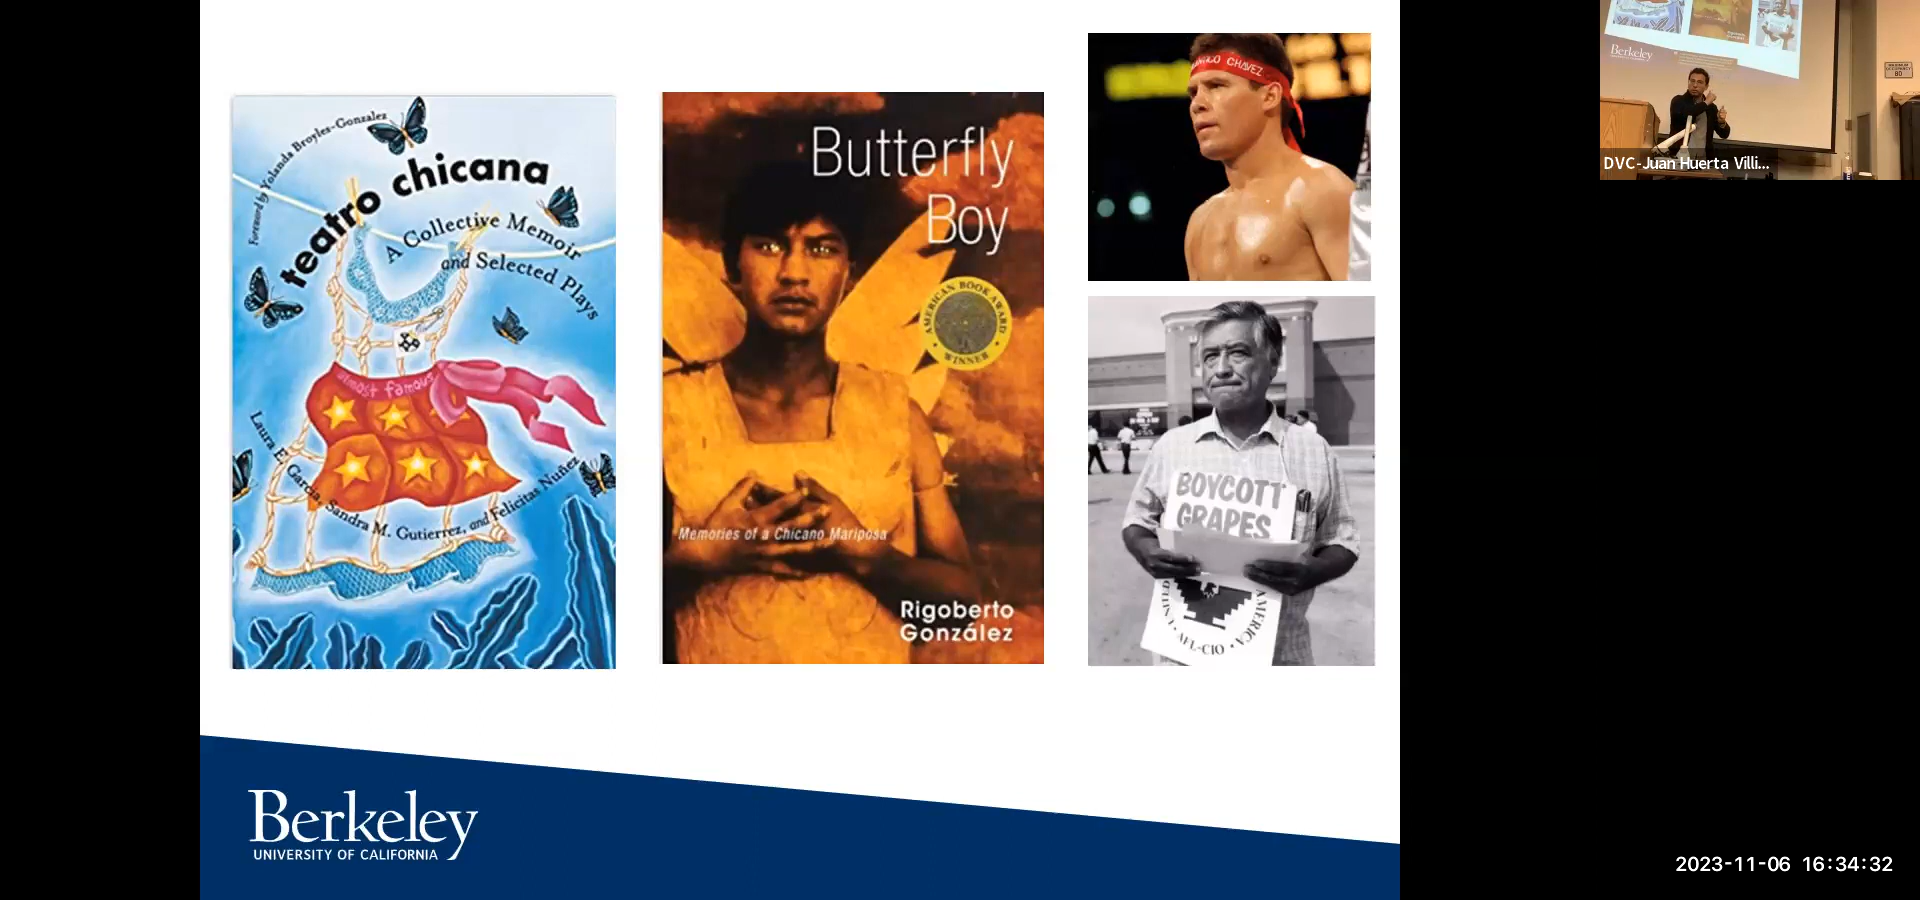 Foreword by Yolanda Broyles-Gonzalez
teatro chicana
A Collective Memoir
and Selected Plays
almost famous
Laura E. Garcia, Sandra M. Gutierrez, and Felicitas Nuñez
Butterfly
Boy
AMERICAN BOOK AWARD
WINNER
Memories of a Chicano Mariposa
Rigoberto
González
CHAVEZ
BOYCOTT
GRAPES
AFL-CIO
AMERICA
Berkeley
UNIVERSITY OF CALIFORNIA
Berkeley
DVC-Juan Huerta Villi...
2023-11-06 16:34:32